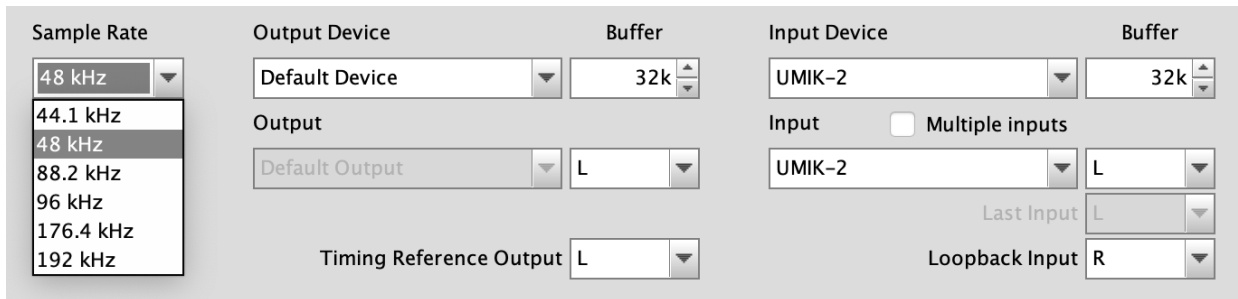 Sample Rate Output Device Buffer Input Device Buffer
48 kHz Default Device 32k UMIK-2 32k
44.1 kHz
48 kHz Output Input Multiple inputs
88.2 kHz Default Output L UMIK-2 L
96 kHz
176.4 kHz Last Input L
192 kHz Timing Reference Output L Loopback Input R